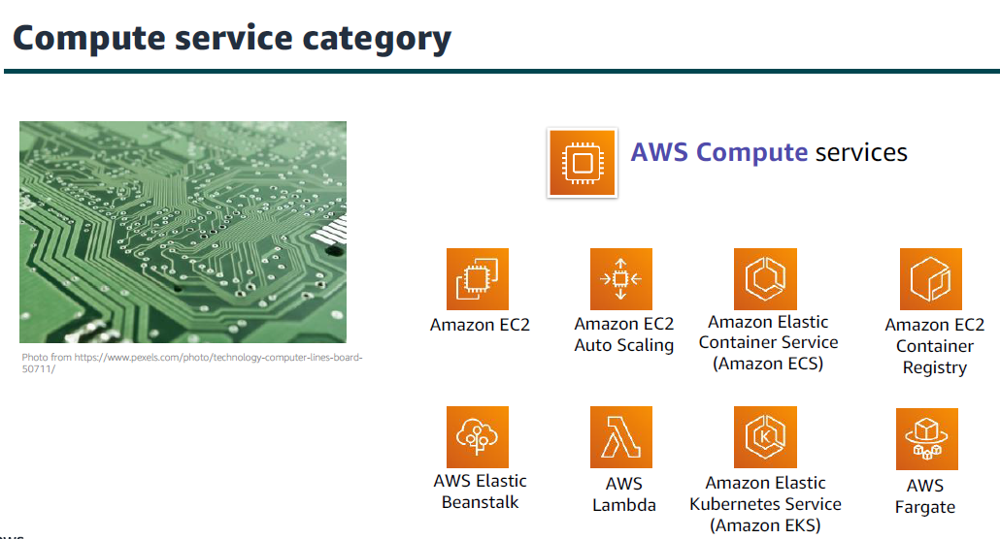 Compute service category
AWS Compute services
Photo from https://www.pexels.com/photo/technology-computer-lines-board-
50711/
Amazon EC2
Amazon EC2
Auto Scaling
Amazon Elastic
Container Service
(Amazon ECS)
Amazon EC2
Container
Registry
AWS Elastic
Beanstalk
AWS
Lambda
K
Amazon Elastic
Kubernetes Service
(Amazon EKS)
AWS
Fargate